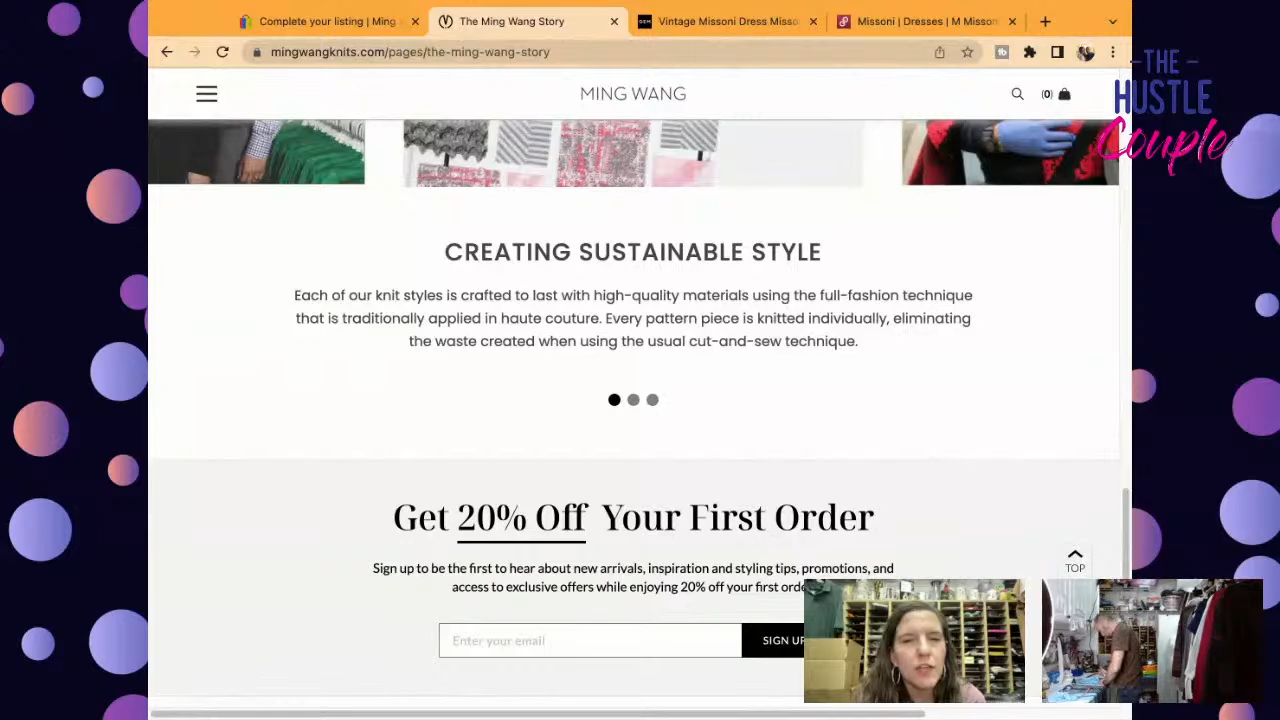 Complete your listing | Ming
The Ming Wang Story
Vintage Missoni Dress Misso
Missoni | Dresses | M Misson
mingwangknits.com/pages/the-ming-wang-story
THE
HUSTLE
Couple
MING WANG
(0)
CREATING SUSTAINABLE STYLE
Each of our knit styles is crafted to last with high-quality materials using the full-fashion technique
that is traditionally applied in haute couture. Every pattern piece is knitted individually, eliminating
the waste created when using the usual cut-and-sew technique.
Get 20% Off Your First Order
Sign up to be the first to hear about new arrivals, inspiration and styling tips, promotions, and
access to exclusive offers while enjoying 20% off your first orde
TOP
Enter your email
SIGN UP